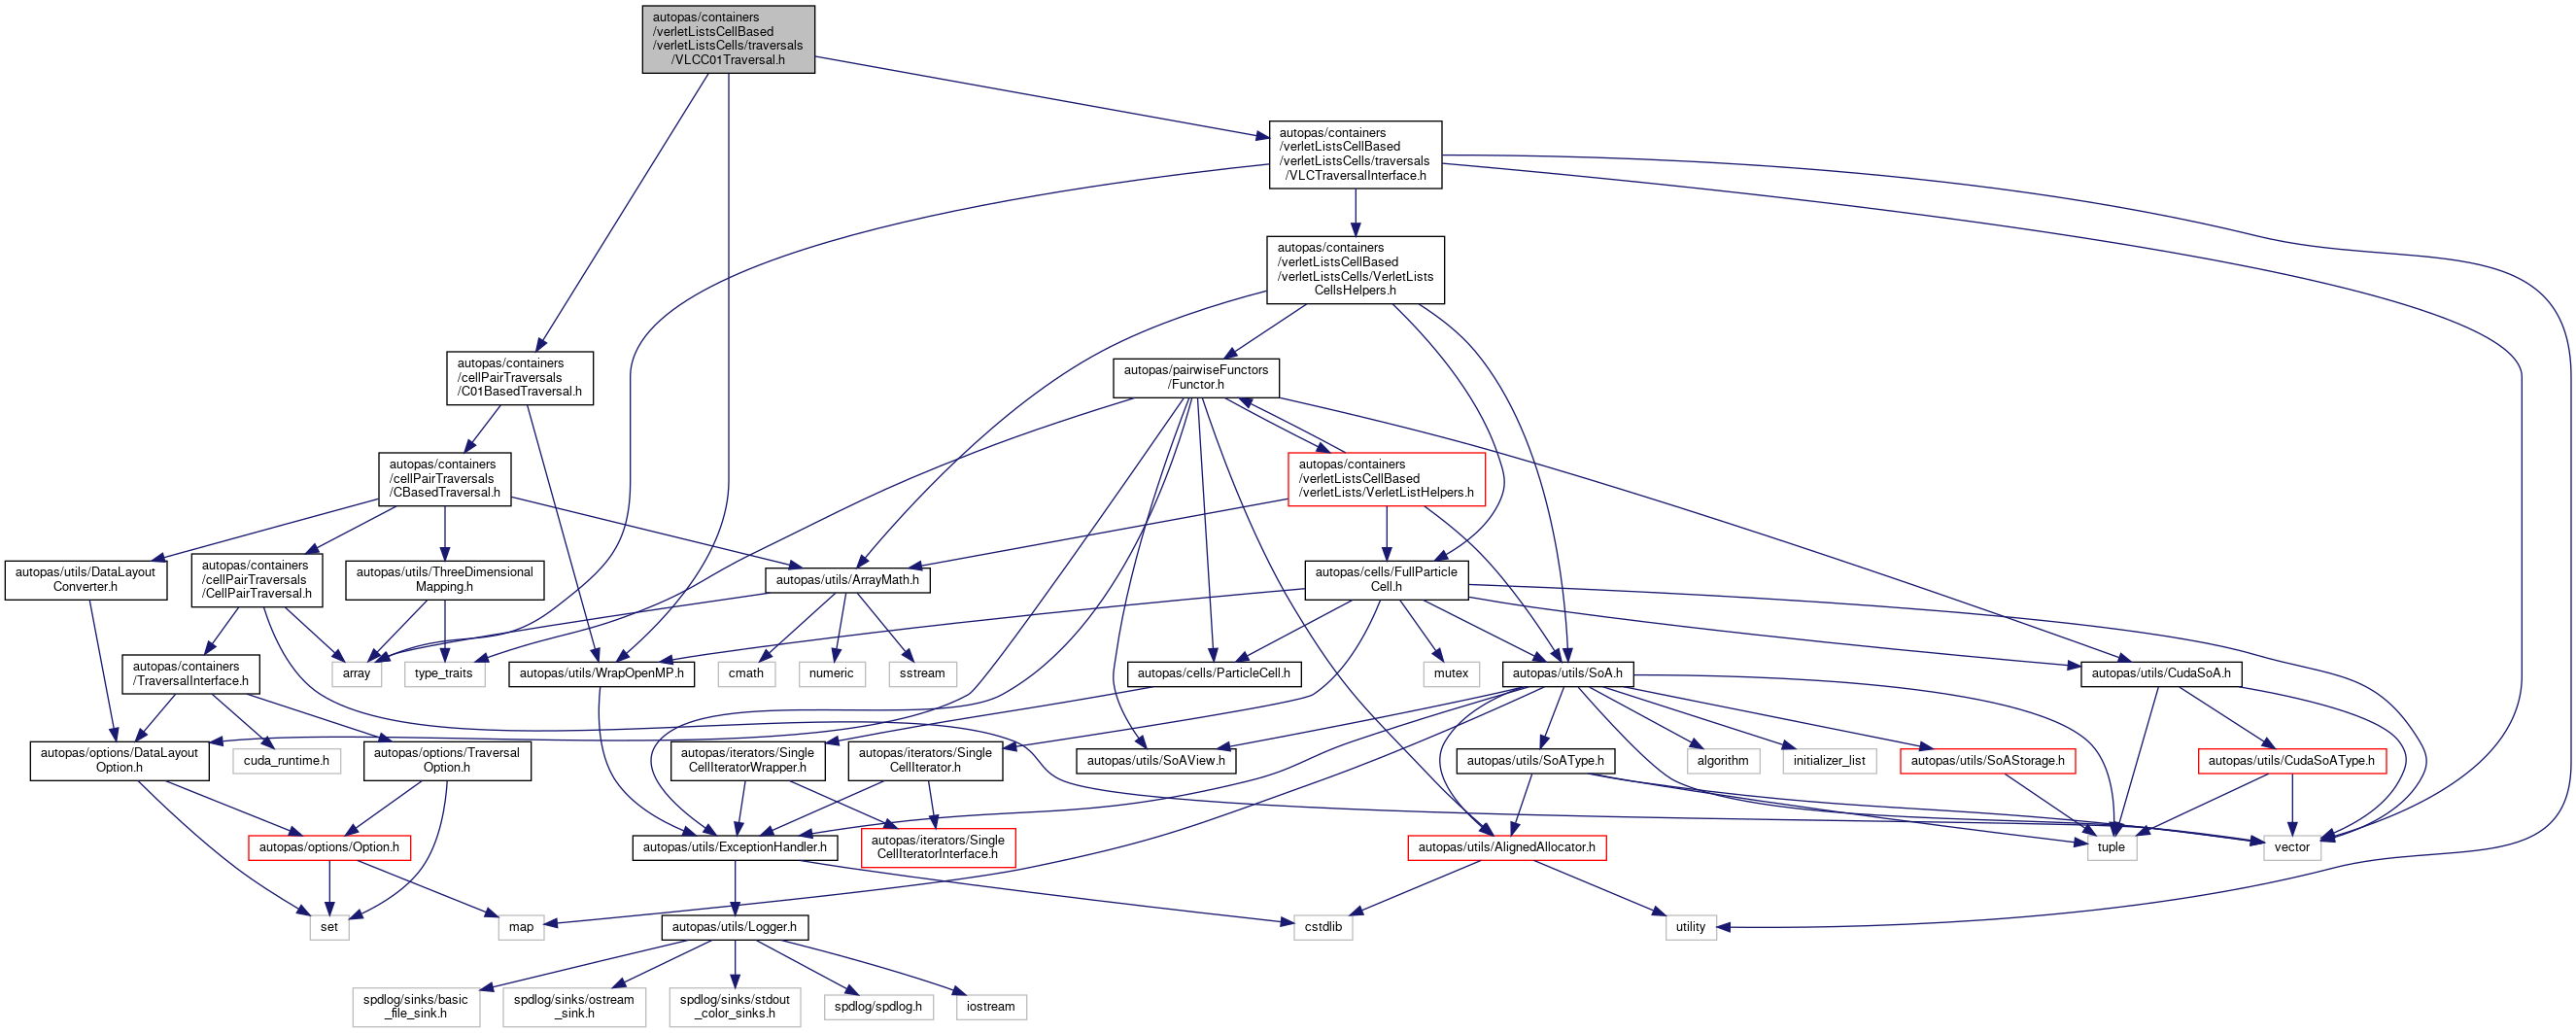 autopas/containers
/verletListsCellBased
/verletListsCells/traversals
/VLCC01Traversal.h
autopas/containers
/verletListsCellBased
/verletListsCells/traversals
/VLCTraversalInterface.h
autopas/containers
/verletListsCellBased
/verletListsCells/VerletLists
CellsHelpers.h
autopas/containers
/cellPairTraversals
/C01BasedTraversal.h
autopas/pairwiseFunctors
/Functor.h
autopas/containers
/cellPairTraversals
/CBasedTraversal.h
autopas/containers
/verletListsCellBased
/verletLists/VerletListHelpers.h
autopas/utils/DataLayout
Converter.h
autopas/containers
/cellPairTraversals
/CellPairTraversal.h
autopas/utils/ThreeDimensional
Mapping.h
autopas/utils/ArrayMath.h
autopas/cells/FullParticle
Cell.h
autopas/containers
/TraversalInterface.h
array
type_traits
autopas/utils/WrapOpenMP.h
cmath
numeric
sstream
autopas/cells/ParticleCell.h
mutex
autopas/utils/SoA.h
autopas/utils/CudaSoA.h
autopas/options/DataLayout
Option.h
cuda_runtime.h
autopas/options/Traversal
Option.h
autopas/iterators/Single
CellIteratorWrapper.h
autopas/iterators/Single
CellIterator.h
autopas/utils/SoAView.h
autopas/utils/SoAType.h
algorithm
initializer_list
autopas/utils/SoAStorage.h
autopas/utils/CudaSoAType.h
autopas/options/Option.h
autopas/utils/ExceptionHandler.h
autopas/iterators/Single
CellIteratorInterface.h
autopas/utils/AlignedAllocator.h
tuple
vector
set
map
autopas/utils/Logger.h
cstdlib
utility
spdlog/sinks/basic
_file_sink.h
spdlog/sinks/ostream
_sink.h
spdlog/sinks/stdout
_color_sinks.h
spdlog/spdlog.h
iostream